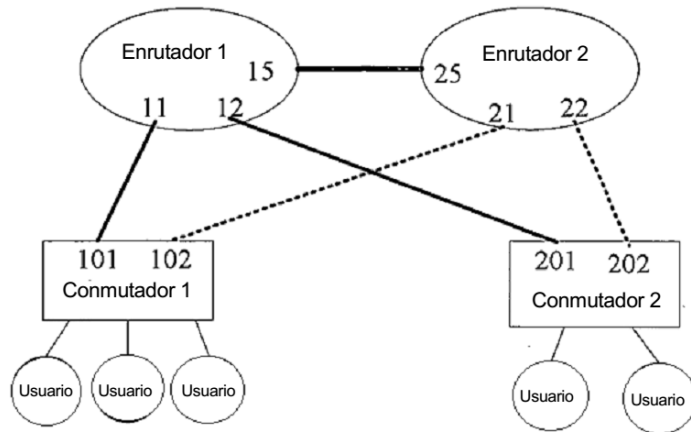 Enrutador 1
Enrutador 2
15
25
11
12
21
22
101
102
201
202
Conmutador 1
Conmutador 2
Usuario
Usuario
Usuario
Usuario
Usuario